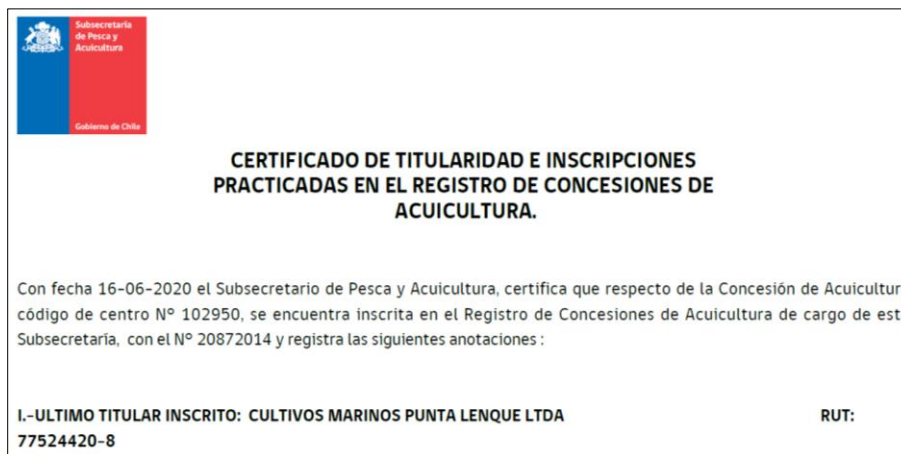 Subsecretaría
de Pesca y
Acuicultura
Gobierno de Chile
CERTIFICADO DE TITULARIDAD E INSCRIPCIONES
PRACTICADAS EN EL REGISTRO DE CONCESIONES DE
ACUICULTURA.
Con fecha 16-06-2020 el Subsecretario de Pesca y Acuicultura, certifica que respecto de la Concesión de Acuicultur
código de centro Nº 102950, se encuentra inscrita en el Registro de Concesiones de Acuicultura de cargo de est
Subsecretaría, con el Nº 20872014 y registra las siguientes anotaciones :
I.-ULTIMO TITULAR INSCRITO: CULTIVOS MARINOS PUNTA LENQUE LTDA RUT:
77524420-8